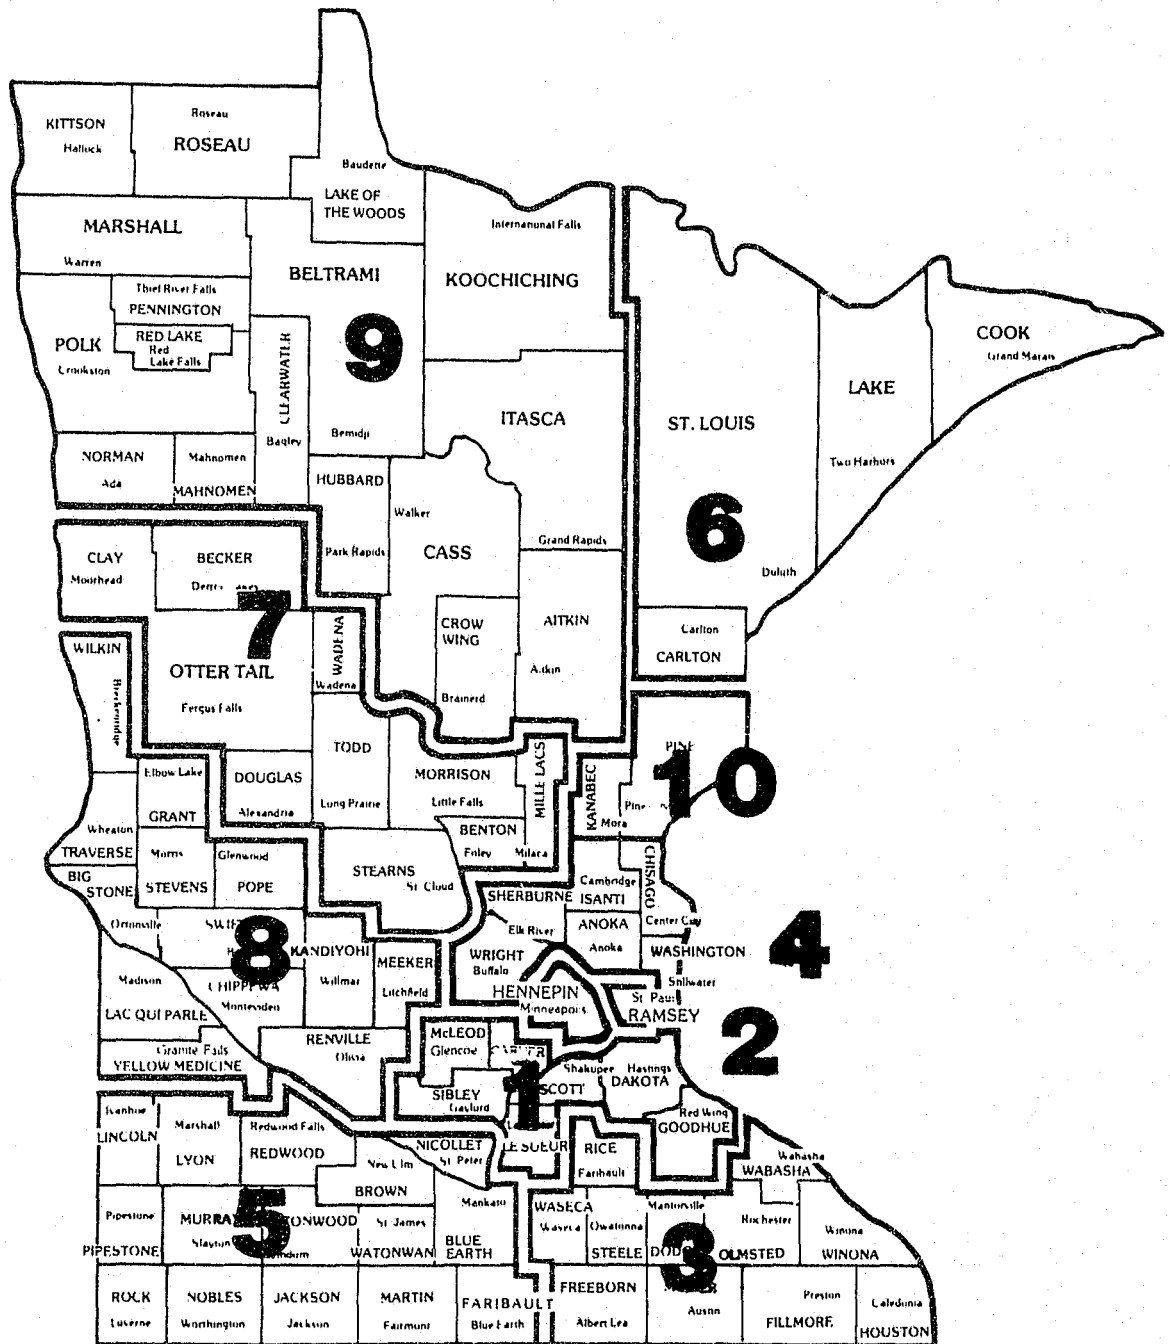 KITTSON
Hallock
Roseau
ROSEAU
Baudette
LAKE OF
THE WOODS
MARSHALL
Warren
International Falls
BELTRAMI
KOOCHICHING
Thief River Falls
PENNINGTON
POLK
Crookston
RED LAKE
Red
Lake Falls
9
CLEARWATER
Bagley
Bemidji
ITASCA
ST. LOUIS
LAKE
COOK
Grand Marais
Two Harbors
NORMAN
Ada
Mahnomen
MAHNOMEN
HUBBARD
Walker
Park Rapids
CASS
Grand Rapids
6
Duluth
CLAY
Moorhead
BECKER
7
CROW
WING
Brainerd
AITKIN
Aitkin
Carlton
CARLTON
WILKIN
Breckenridge
OTTER TAIL
Fergus Falls
WADENA
Wadena
TODD
Long Prairie
MORRISON
Little Falls
MILLE LACS
Milaca
KANABEC
Mora
PINE
10
Elbow Lake
GRANT
DOUGLAS
Alexandria
BENTON
Foley
Wheaton
TRAVERSE
Morris
STEVENS
Glenwood
POPE
STEARNS
St. Cloud
SHERBURNE
Elk River
Cambridge
ISANTI
CHISAGO
Center City
BIG
STONE
Ortonville
8
KANDIYOHI
Willmar
MEEKER
Litchfield
WRIGHT
Buffalo
ANOKA
Anoka
WASHINGTON
Stillwater
4
Madison
LAC QUI PARLE
CHIPPEWA
Montevideo
HENNEPIN
Minneapolis
St. Paul
RAMSEY
2
Granite Falls
YELLOW MEDICINE
RENVILLE
Olivia
McLEOD
Glencoe
CARVER
1
Shakopee
SCOTT
Hastings
DAKOTA
SIBLEY
Gaylord
Red Wing
GOODHUE
Ivanhoe
LINCOLN
Marshall
LYON
Redwood Falls
REDWOOD
New Ulm
BROWN
NICOLLET
St. Peter
LE SUEUR
RICE
Faribault
Wabasha
WABASHA
Pipestone
PIPESTONE
MURRAY
Slayton
5
St. James
WATONWAN
Mankato
BLUE
EARTH
WASECA
Waseca
Owatonna
STEELE
Mantorville
3
Rochester
OLMSTED
Winona
WINONA
ROCK
Luverne
NOBLES
Worthington
JACKSON
Jackson
MARTIN
Fairmont
FARIBAULT
Blue Earth
FREEBORN
Albert Lea
Austin
Preston
FILLMORE
Caledonia
HOUSTON